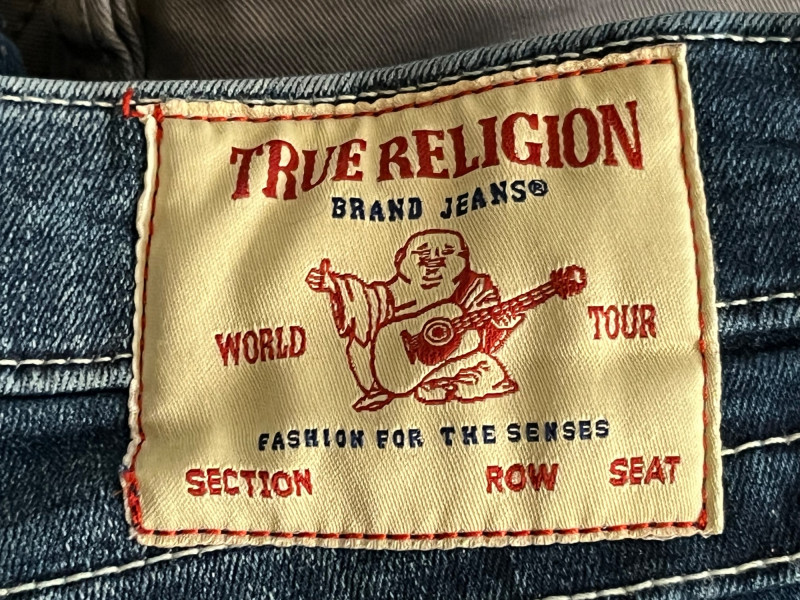 TRUE RELIGION
BRAND JEANS®
WORLD TOUR
FASHION FOR THE SENSES
SECTION ROW SEAT